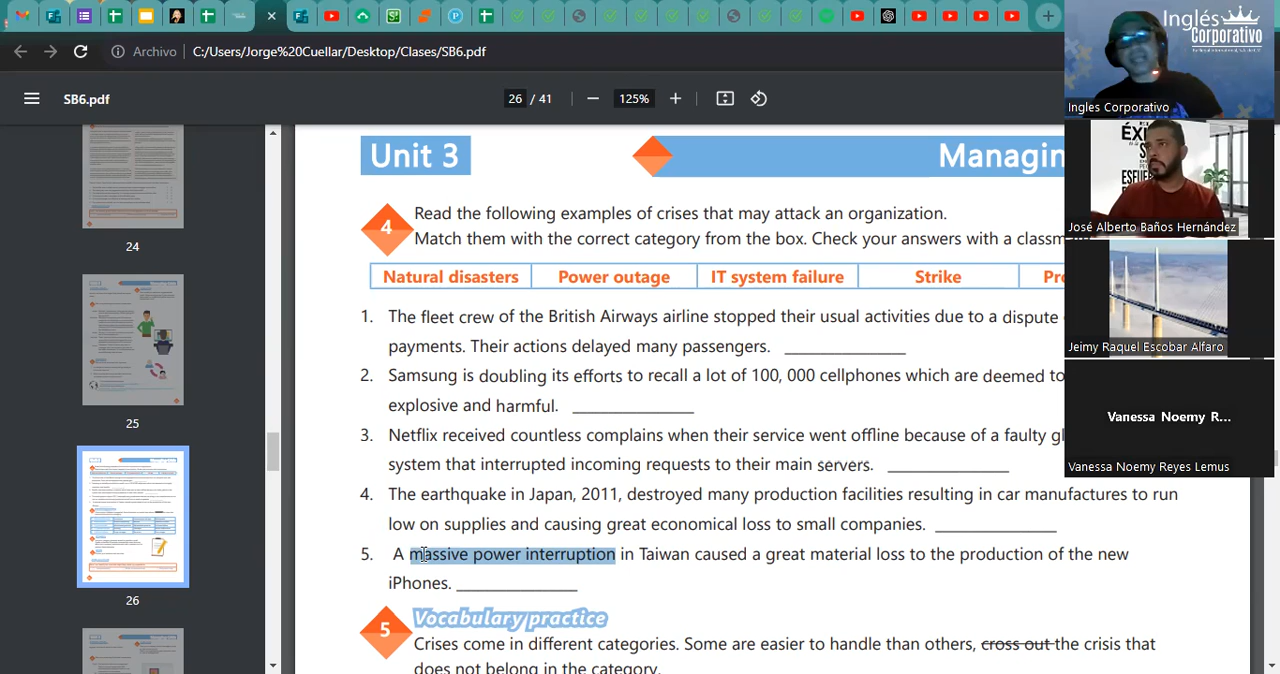 Archivo
C:/Users/Jorge%20Cuellar/Desktop/Clases/SB6.pdf
SB6.pdf
26 / 41
125%
24
25
26
Unit 3
Managin
4
Read the following examples of crises that may attack an organization.
Match them with the correct category from the box. Check your answers with a classm
Natural disasters
Power outage
IT system failure
Strike
Pro
1. The fleet crew of the British Airways airline stopped their usual activities due to a dispute
payments. Their actions delayed many passengers. _______________
2. Samsung is doubling its efforts to recall a lot of 100, 000 cellphones which are deemed to
explosive and harmful. _______________
3. Netflix received countless complains when their service went offline because of a faulty gl
system that interrupted incoming requests to their main servers. _______________
4. The earthquake in Japan, 2011, destroyed many production facilities resulting in car manufactures to run
low on supplies and causing great economical loss to small companies. _______________
5. A massive power interruption in Taiwan caused a great material loss to the production of the new
iPhones. _______________
5
Vocabulary practice
Crises come in different categories. Some are easier to handle than others, cross out the crisis that
does not belong in the category.
Inglés
Corporativo
Ingles Corporativo
José Alberto Baños Hernández
Jeimy Raquel Escobar Alfaro
Vanessa Noemy R...
Vanessa Noemy Reyes Lemus